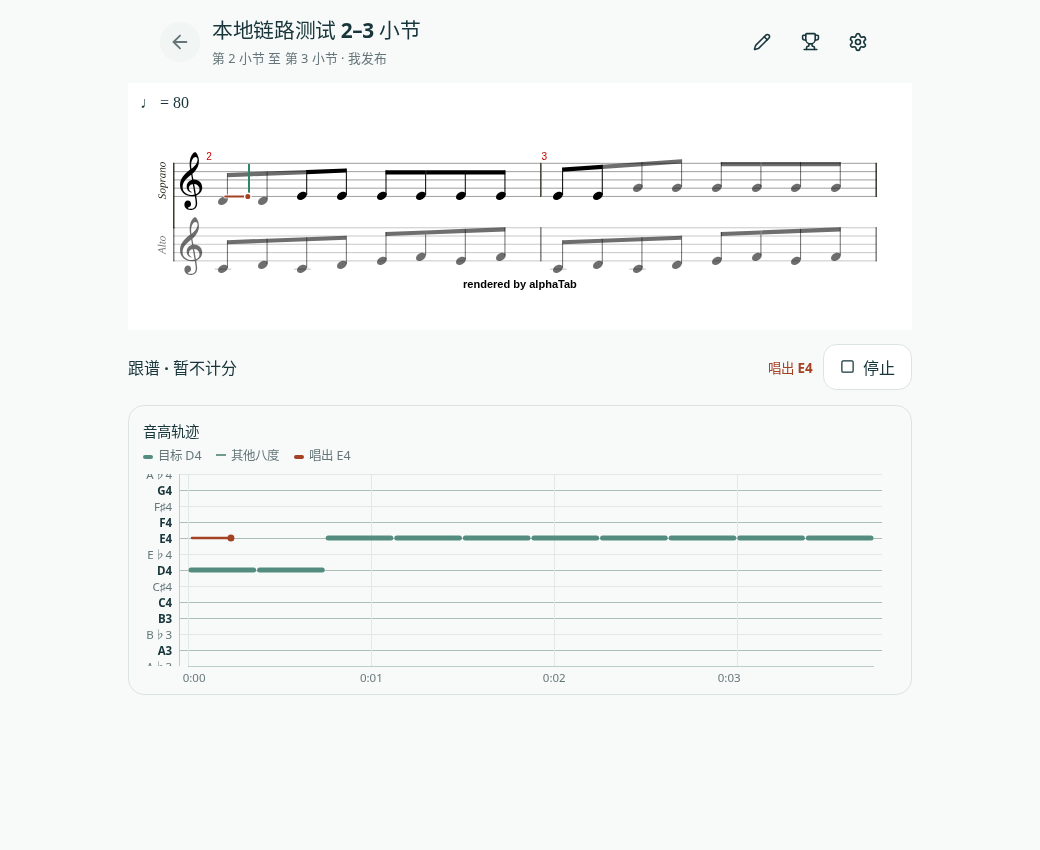 本地链路测试 2–3 小节
第 2 小节 至 第 3 小节 · 我发布
♩ = 80
2
3
Soprano
Alto
rendered by alphaTab
跟谱 · 暂不计分
唱出 E4
停止
音高轨迹
目标 D4
其他八度
唱出 E4
A♭4
G4
F♯4
F4
E4
E♭4
D4
C♯4
C4
B3
B♭3
A3
A♭3
0:00
0:01
0:02
0:03